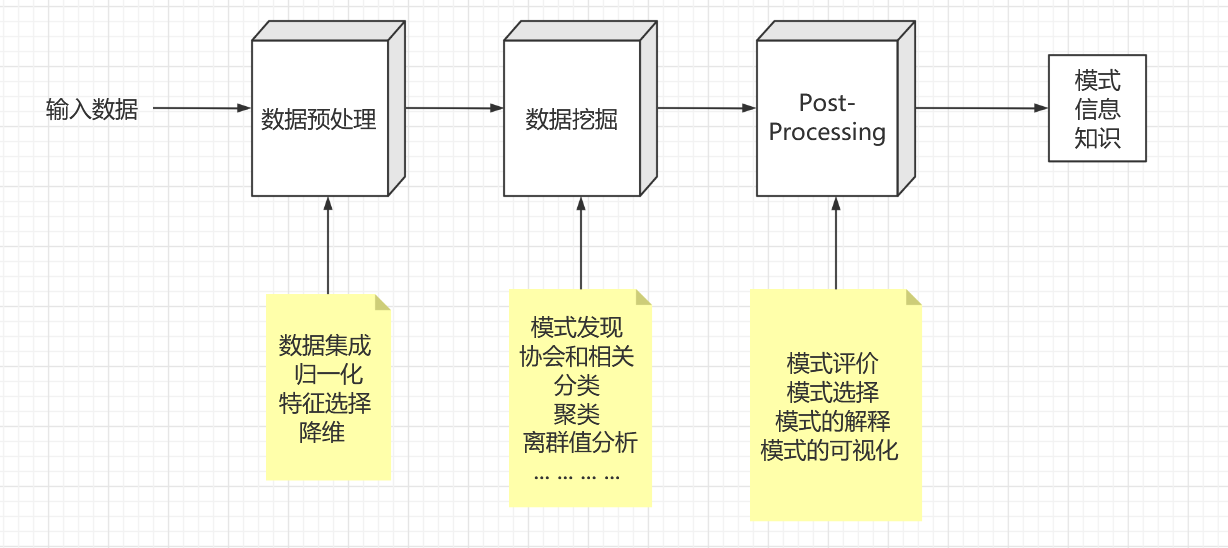 输入数据
数据预处理
数据挖掘
Post-
Processing
模式
信息
知识
数据集成
归一化
特征选择
降维
模式发现
协会和相关
分类
聚类
离群值分析
... ... ... ...
模式评价
模式选择
模式的解释
模式的可视化